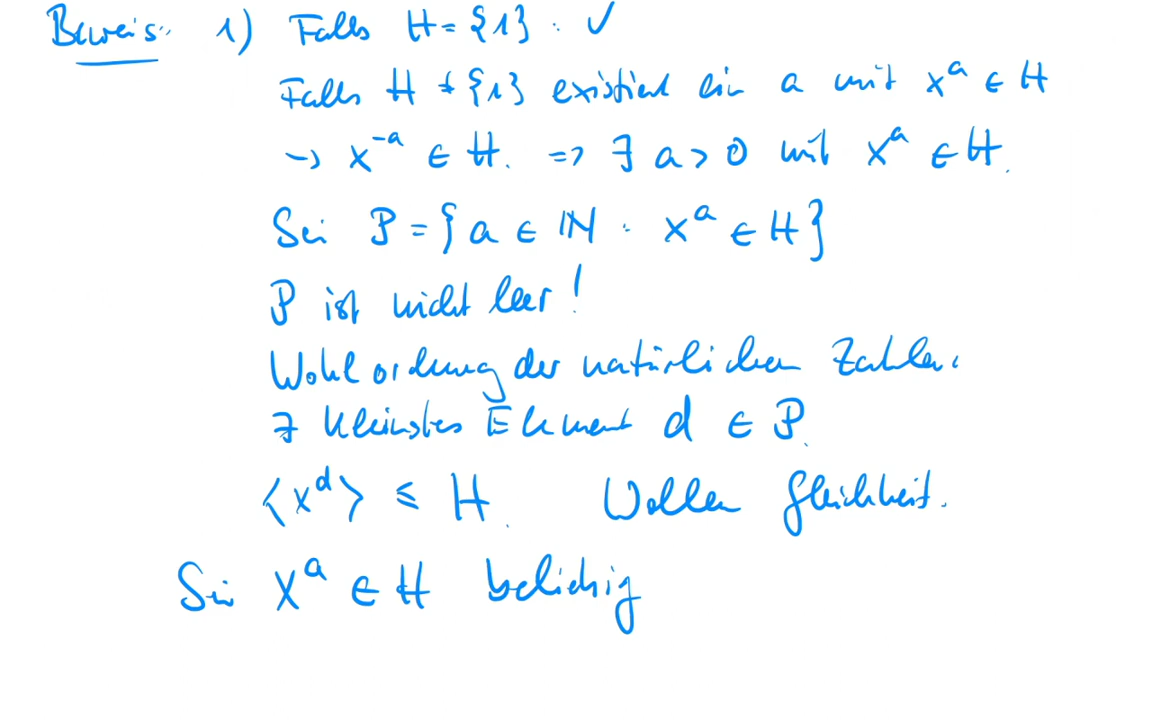 Beweis: 1) Falls H = {1} : ✓
Falls H ≠ {1} existiert ein a mit x^a ∈ H
→ x^-a ∈ H. => ∃ a > 0 mit x^a ∈ H.
Sei P = { a ∈ ℕ : x^a ∈ H }
P ist nicht leer!
Wohlordnung der natürlichen Zahlen:
∃ kleinstes Element d ∈ P.
⟨x^d⟩ ≤ H. Wollen Gleichheit.
Sei x^a ∈ H beliebig